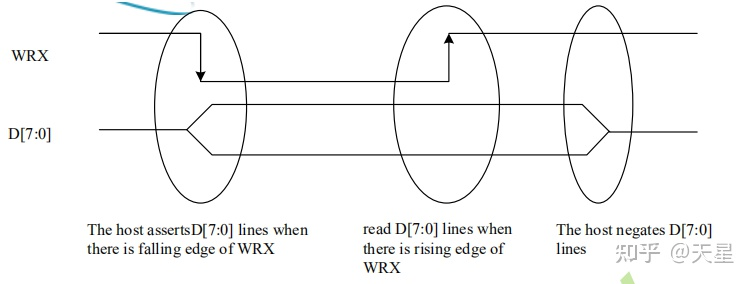 WRX
D[7:0]
The host assertsD[7:0] lines when
there is falling edge of WRX
read D[7:0] lines when
there is rising edge of
WRX
The host negates D[7:0]
lines
知乎 @天星